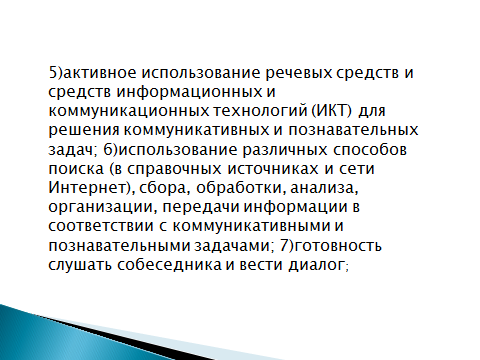 5)активное использование речевых средств и
средств информационных и
коммуникационных технологий (ИКТ) для
решения коммуникативных и познавательных
задач; 6)использование различных способов
поиска (в справочных источниках и сети
Интернет), сбора, обработки, анализа,
организации, передачи информации в
соответствии с коммуникативными и
познавательными задачами; 7)готовность
слушать собеседника и вести диалог;